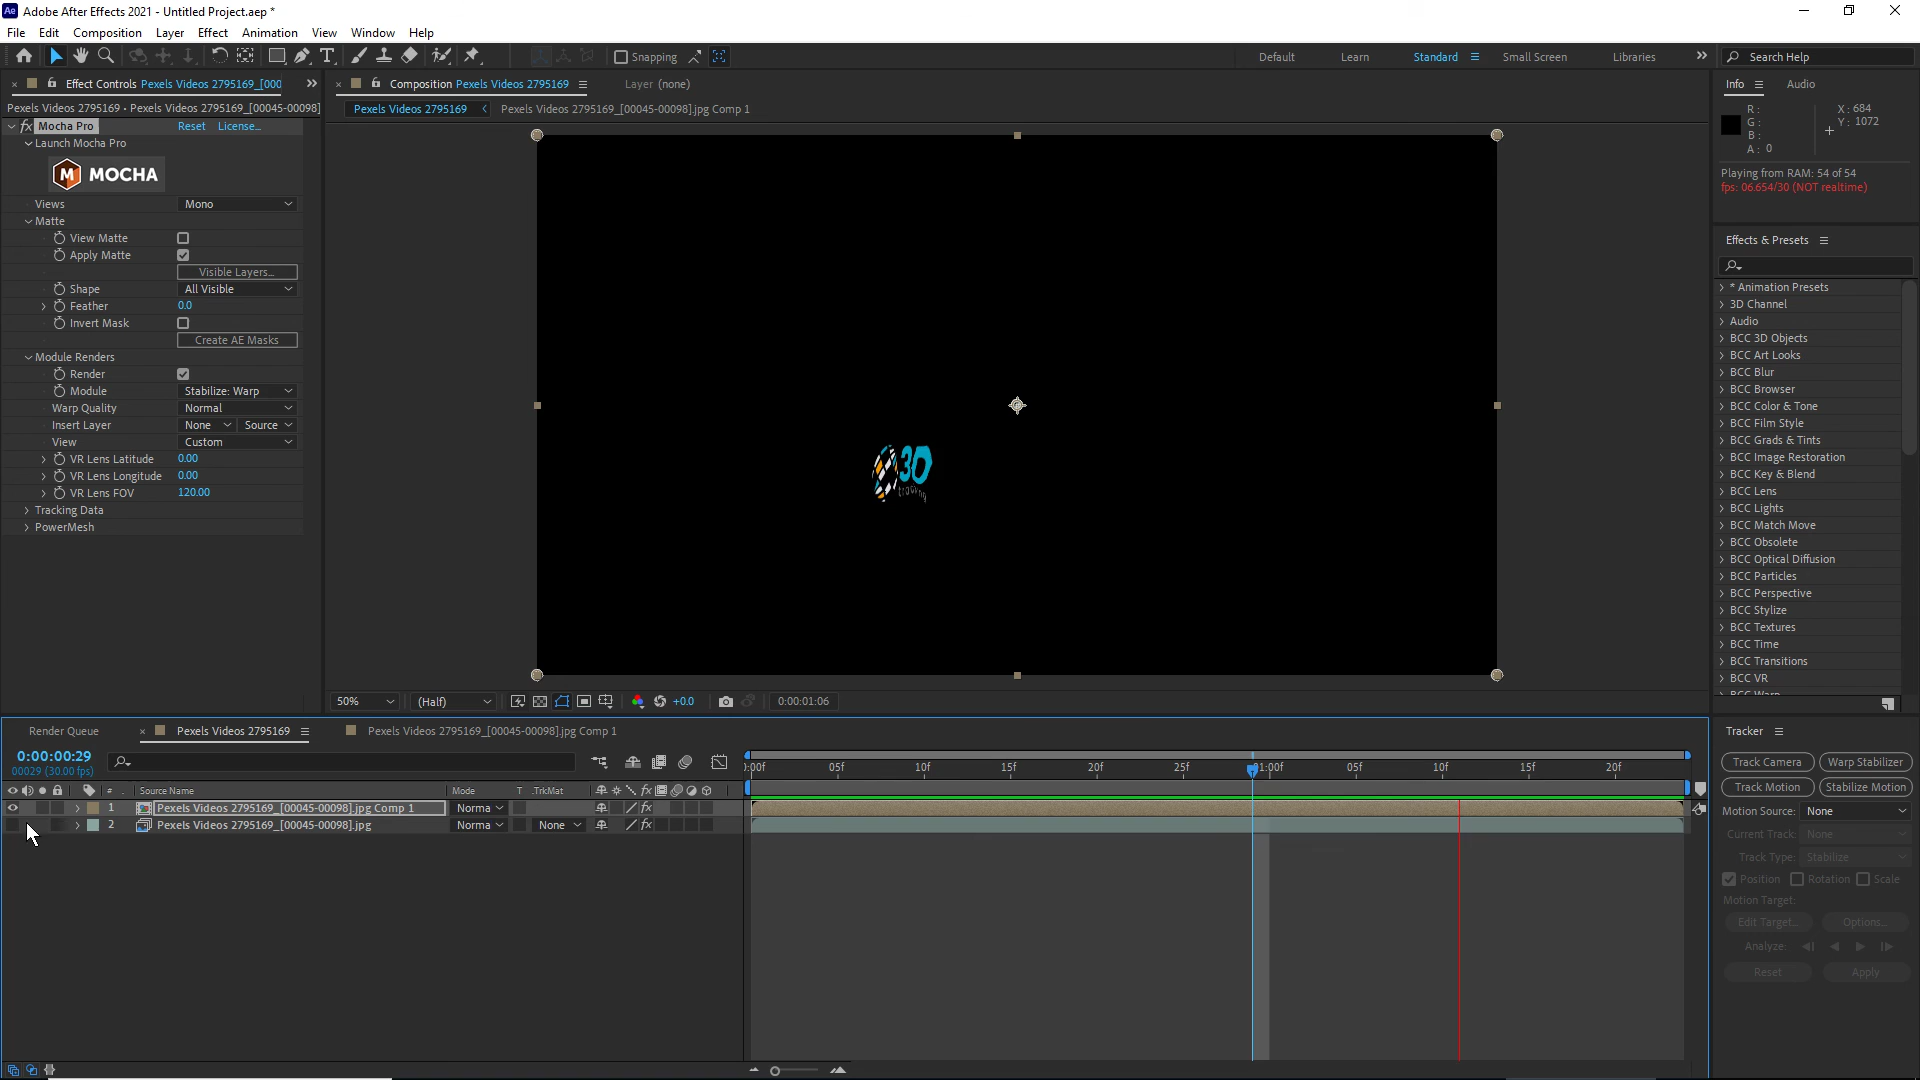 Ae Adobe After Effects 2021 - Untitled Project.aep *
File Edit Composition Layer Effect Animation View Window Help
Snapping Default Learn Standard Small Screen Libraries Search Help
Effect Controls Pexels Videos 2795169_[000
Composition Pexels Videos 2795169
Layer (none)
Info Audio
Pexels Videos 2795169 • Pexels Videos 2795169_[00045-00098]
Pexels Videos 2795169 Pexels Videos 2795169_[00045-00098].jpg Comp 1
R: X: 684
G: Y: 1072
B:
A: 0
Playing from RAM: 54 of 54
fps: 06.654/30 (NOT realtime)
fx Mocha Pro Reset License...
Launch Mocha Pro
M MOCHA
Views Mono
Matte
View Matte
Apply Matte
Visible Layers...
Shape All Visible
Feather 0.0
Invert Mask
Create AE Masks
Module Renders
Render
Module Stabilize: Warp
Warp Quality Normal
Insert Layer None Source
View Custom
VR Lens Latitude 0.00
VR Lens Longitude 0.00
VR Lens FOV 120.00
Tracking Data
PowerMesh
3D
tracking
Effects & Presets
* Animation Presets
3D Channel
Audio
BCC 3D Objects
BCC Art Looks
BCC Blur
BCC Browser
BCC Color & Tone
BCC Film Style
BCC Grads & Tints
BCC Image Restoration
BCC Key & Blend
BCC Lens
BCC Lights
BCC Match Move
BCC Obsolete
BCC Optical Diffusion
BCC Particles
BCC Perspective
BCC Stylize
BCC Textures
BCC Time
BCC Transitions
BCC VR
BCC Warp
50% (Half) +0.0 0:00:01:06
Render Queue Pexels Videos 2795169 Pexels Videos 2795169_[00045-00098].jpg Comp 1
0:00:00:29
00029 (30.00 fps)
):00f 05f 10f 15f 20f 25f 01:00f 05f 10f 15f 20f
# Source Name Mode T .TrkMat fx
1 Pexels Videos 2795169_[00045-00098].jpg Comp 1 Norma fx
2 Pexels Videos 2795169_[00045-00098].jpg Norma None fx
Tracker
Track Camera Warp Stabilizer
Track Motion Stabilize Motion
Motion Source: None
Current Track: None
Track Type: Stabilize
Position Rotation Scale
Motion Target:
Edit Target... Options...
Analyze:
Reset Apply